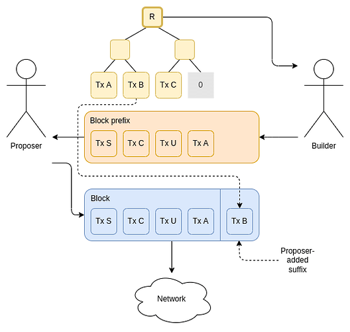 R
Tx A
Tx B
Tx C
0
Proposer
Builder
Block prefix
Tx S
Tx C
Tx U
Tx A
Block
Tx S
Tx C
Tx U
Tx A
Tx B
Proposer-
added
suffix
Network